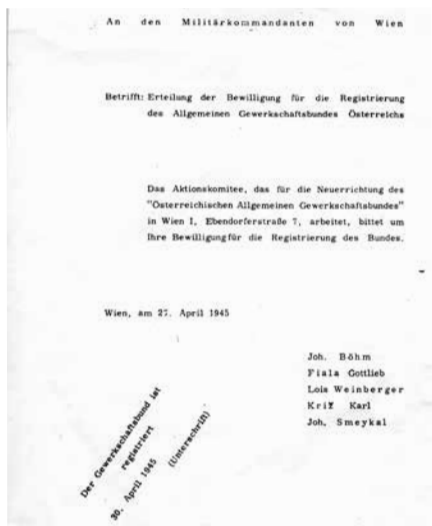 An den Militärkommandanten von Wien
Betrifft: Erteilung der Bewilligung für die Registrierung
des Allgemeinen Gewerkschaftsbundes Österreichs
Das Aktionskomitee, das für die Neuerrichtung des
"Österreichischen Allgemeinen Gewerkschaftsbundes"
in Wien I, Ebendorferstraße 7, arbeitet, bittet um
Ihre Bewilligung für die Registrierung des Bundes.
Wien, am 27. April 1945
Joh. Böhm
Fiala Gottlieb
Lois Weinberger
Karl
Joh. Smeykal
Der Gewerkschaftsbund ist
registriert
30. April 1945
(Unterschrift)